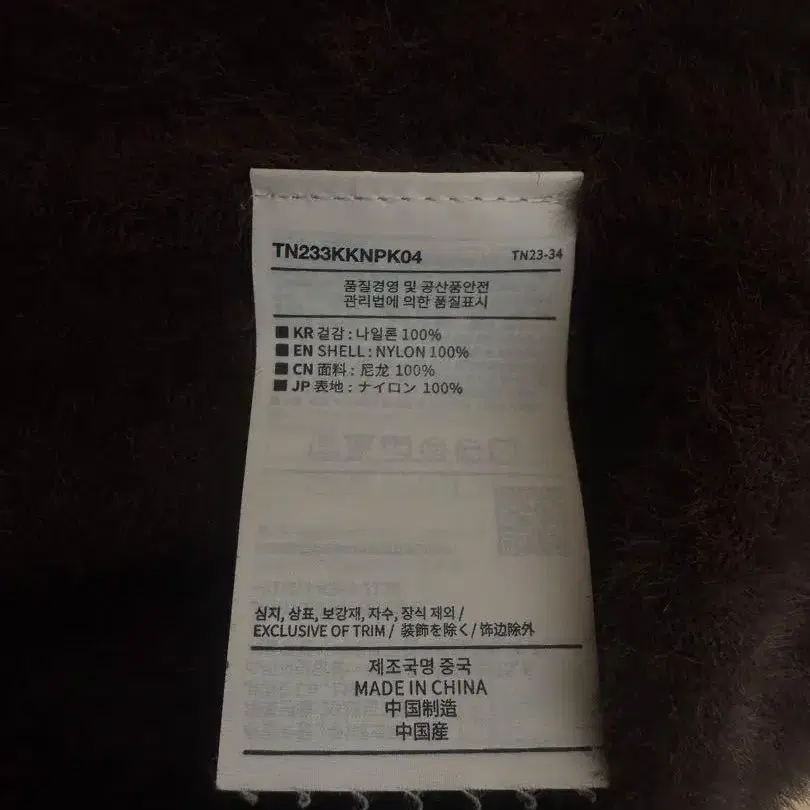 TN233KKNPK04
TN23-34
품질경영 및 공산품안전
관리법에 의한 품질표시
■ KR 겉감 : 나일론 100%
■ EN SHELL : NYLON 100%
■ CN 面料 : 尼龙 100%
■ JP 表地 : ナイロン 100%
심지, 상표, 보강재, 자수, 장식 제외 /
EXCLUSIVE OF TRIM / 装飾を除く / 饰边除外
제조국명 중국
MADE IN CHINA
中国制造
中国産